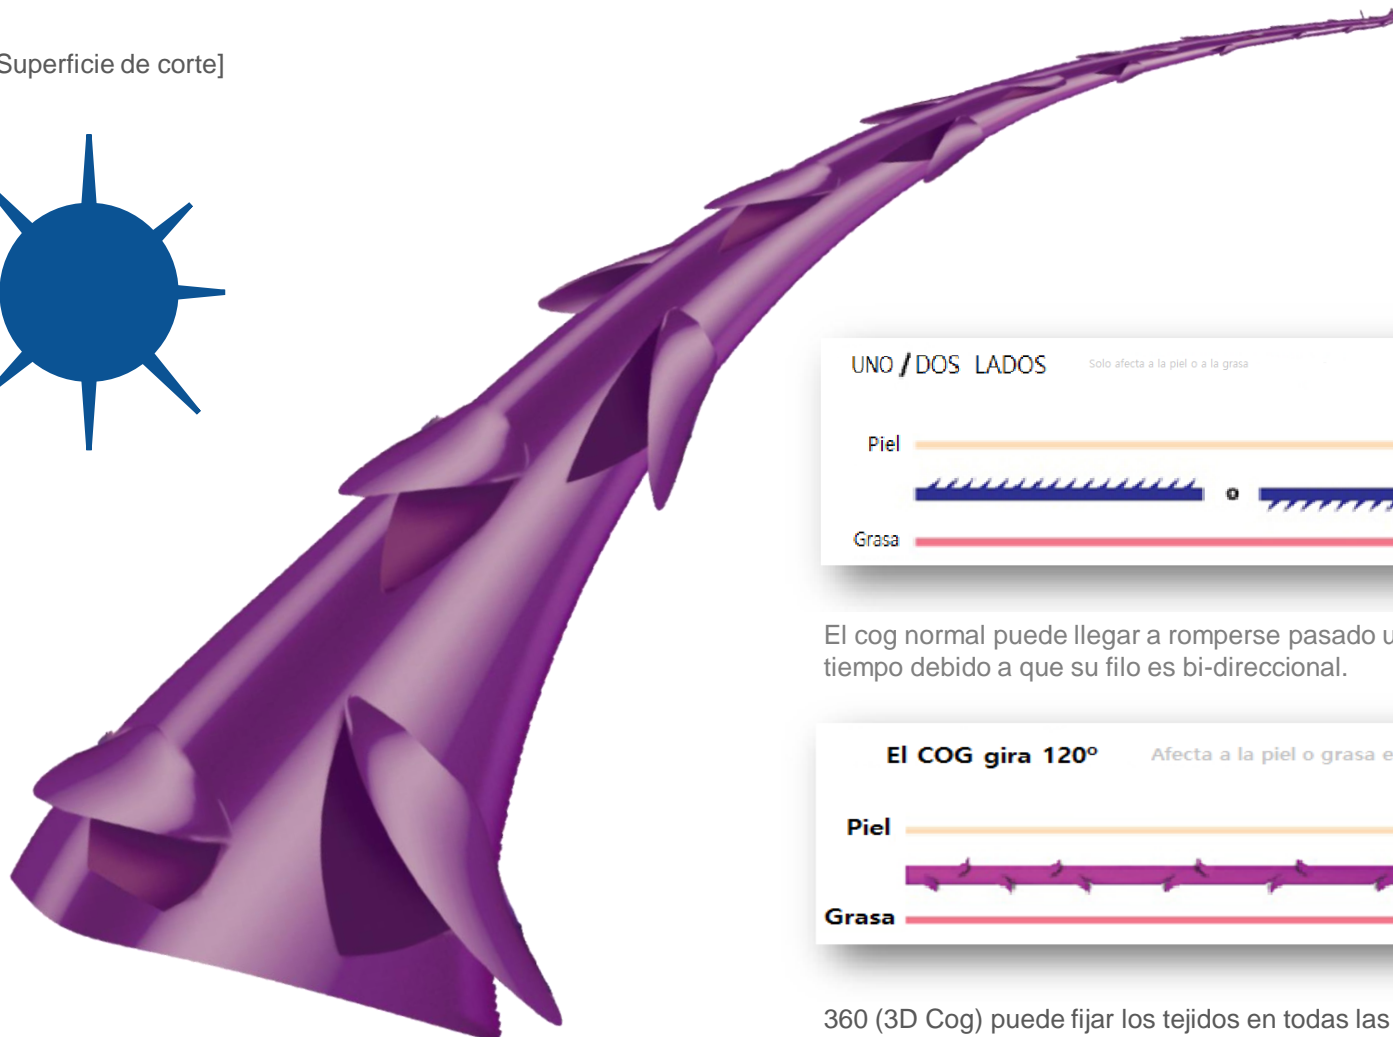 Superficie de corte]
UNO / DOS LADOS Solo afecta a la piel o a la grasa
Piel
o
Grasa
El cog normal puede llegar a romperse pasado u
tiempo debido a que su filo es bi-direccional.
El COG gira 120º Afecta a la piel o grasa e
Piel
Grasa
360 (3D Cog) puede fijar los tejidos en todas las